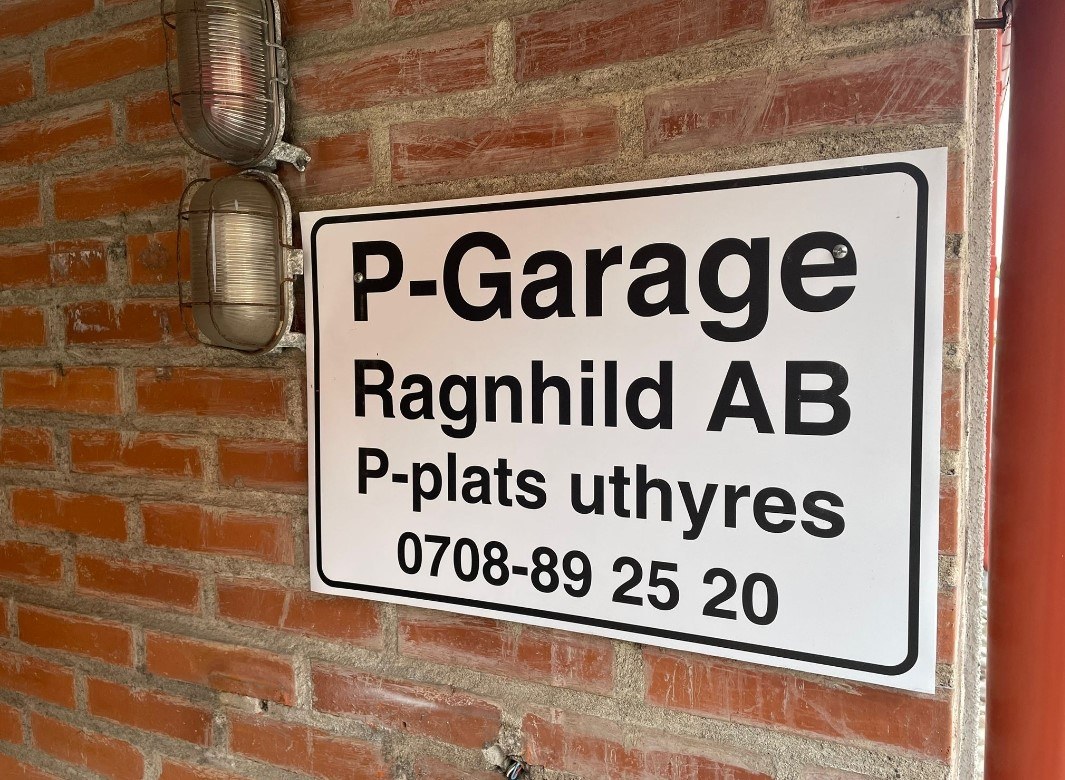 P-Garage
Ragnhild AB
P-plats uthyres
0708-89 25 20